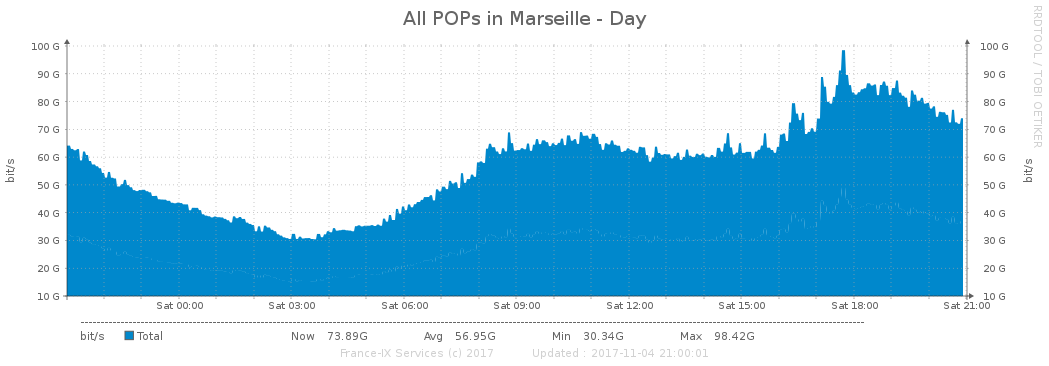 All POPs in Marseille - Day
RRDTOOL / TOBI OETIKER
bit/s
100 G
90 G
80 G
70 G
60 G
50 G
40 G
30 G
20 G
10 G
100 G
90 G
80 G
70 G
60 G
50 G
40 G
30 G
20 G
10 G
bit/s
Sat 00:00 Sat 03:00 Sat 06:00 Sat 09:00 Sat 12:00 Sat 15:00 Sat 18:00 Sat 21:00
bit/s Total Now 73.89G Avg 56.95G Min 30.34G Max 98.42G
France-IX Services (c) 2017 Updated : 2017-11-04 21:00:01